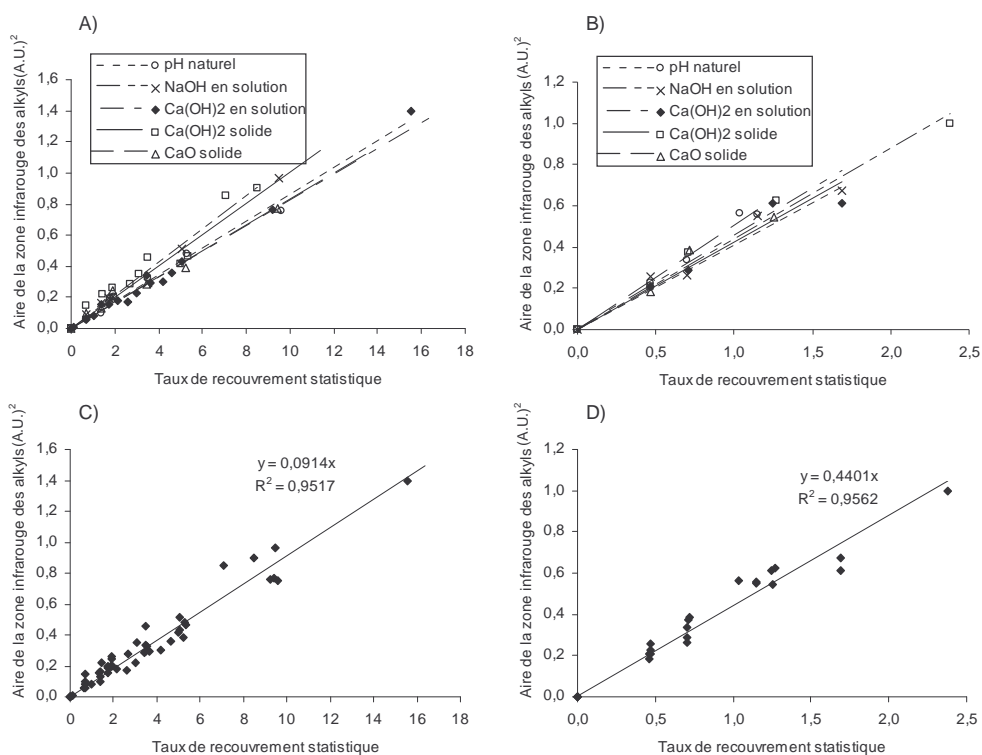 A)
Aire de la zone infrarouge des alkyls (A.U.)²
1,6
1,4
1,2
1,0
0,8
0,6
0,4
0,2
0,0
pH naturel
NaOH en solution
Ca(OH)2 en solution
Ca(OH)2 solide
CaO solide
0 2 4 6 8 10 12 14 16 18
Taux de recouvrement statistique
B)
Aire de la zone infrarouge des alkyls (A.U.)²
1,2
1,0
0,8
0,6
0,4
0,2
0,0
pH naturel
NaOH en solution
Ca(OH)2 en solution
Ca(OH)2 solide
CaO solide
0,0 0,5 1,0 1,5 2,0 2,5
Taux de recouvrement statistique
C)
Aire de la zone infrarouge des alkyls (A.U.)²
1,6
1,4
1,2
1,0
0,8
0,6
0,4
0,2
0,0
y = 0,0914x
R² = 0,9517
0 2 4 6 8 10 12 14 16 18
Taux de recouvrement statistique
D)
Aire de la zone infrarouge des alkyls (A.U.)²
1,2
1,0
0,8
0,6
0,4
0,2
0,0
y = 0,4401x
R² = 0,9562
0,0 0,5 1,0 1,5 2,0 2,5
Taux de recouvrement statistique